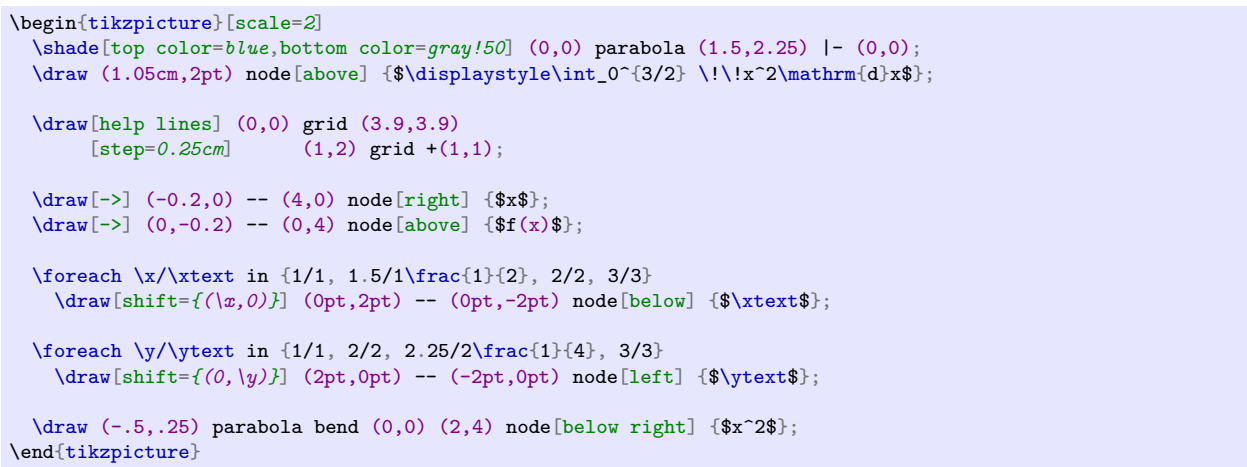 \begin{tikzpicture}[scale=2]
  \shade[top color=blue,bottom color=gray!50] (0,0) parabola (1.5,2.25) |- (0,0);
  \draw (1.05cm,2pt) node[above] {$\displaystyle\int_0^{3/2} \!\!x^2\mathrm{d}x$};

  \draw[help lines] (0,0) grid (3.9,3.9)
       [step=0.25cm]      (1,2) grid +(1,1);

  \draw[->] (-0.2,0) -- (4,0) node[right] {$x$};
  \draw[->] (0,-0.2) -- (0,4) node[above] {$f(x)$};

  \foreach \x/\xtext in {1/1, 1.5/1\frac{1}{2}, 2/2, 3/3}
    \draw[shift={(\x,0)}] (0pt,2pt) -- (0pt,-2pt) node[below] {$\xtext$};

  \foreach \y/\ytext in {1/1, 2/2, 2.25/2\frac{1}{4}, 3/3}
    \draw[shift={(0,\y)}] (2pt,0pt) -- (-2pt,0pt) node[left] {$\ytext$};

  \draw (-.5,.25) parabola bend (0,0) (2,4) node[below right] {$x^2$};
\end{tikzpicture}